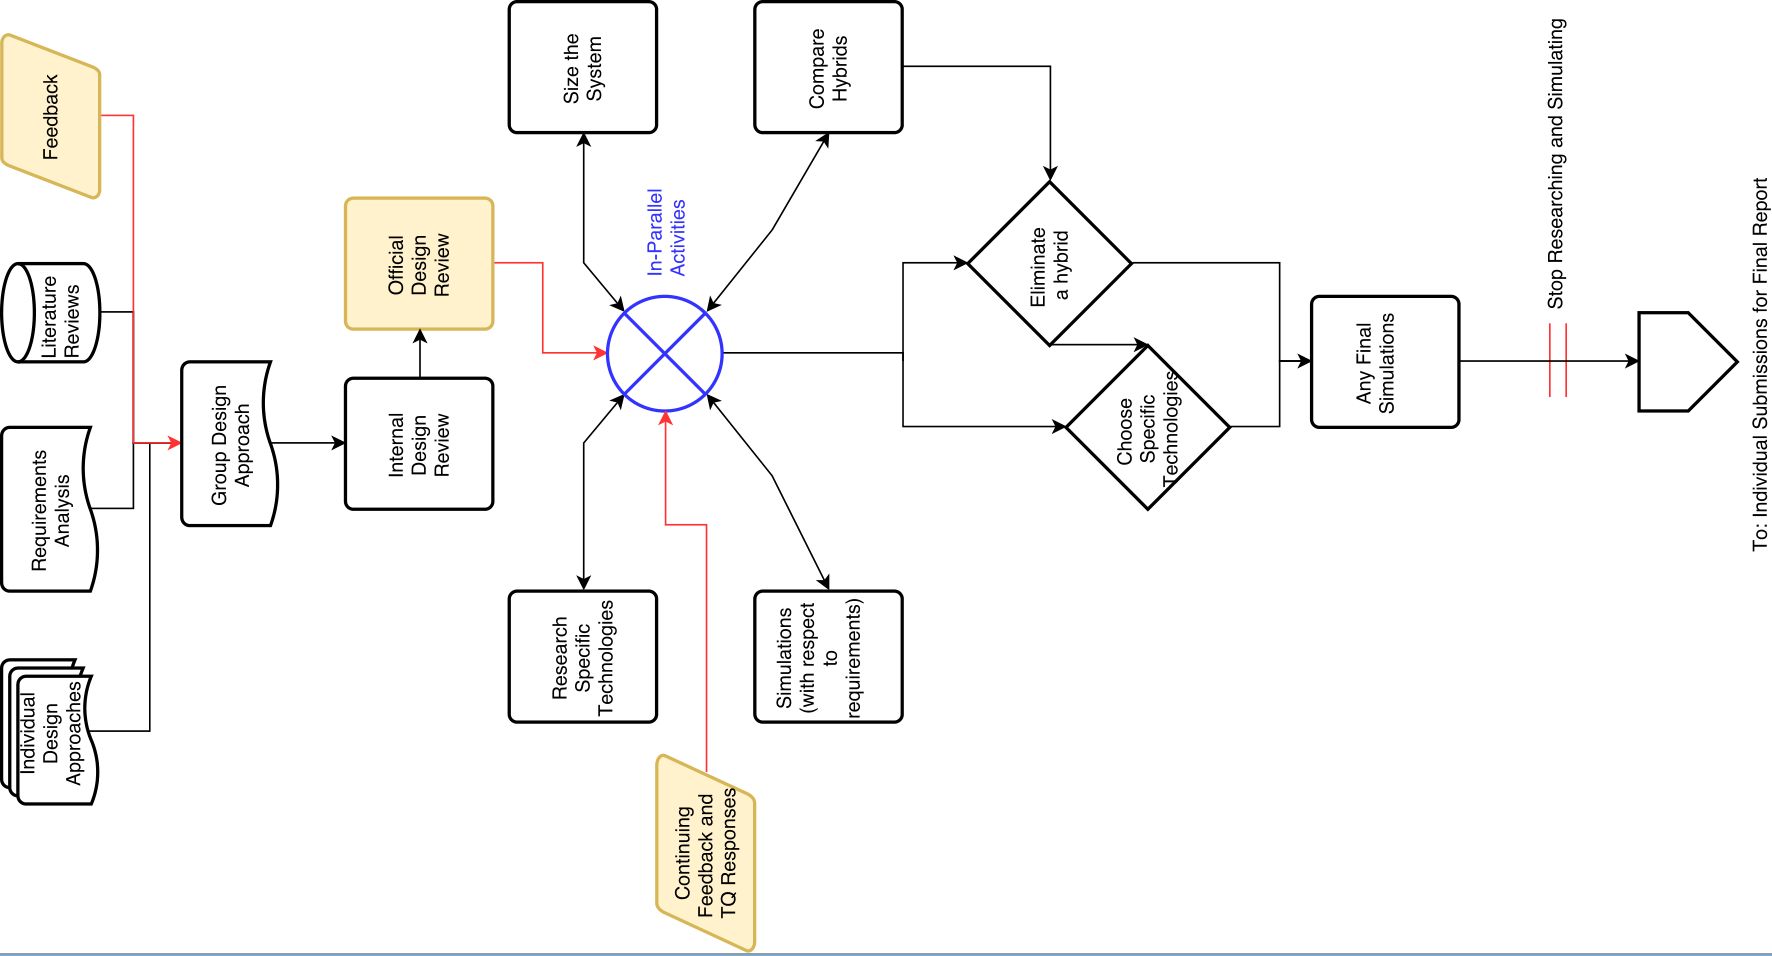 Individual
Design
Approaches
Requirements
Analysis
Literature
Reviews
Feedback
Group Design
Approach
Internal
Design
Review
Official
Design
Review
Research
Specific
Technologies
Size the
System
In-Parallel
Activities
Continuing
Feedback and
TQ Responses
Simulations
(with respect
to
requirements)
Compare
Hybrids
Eliminate
a hybrid
Choose
Specific
Technologies
Any Final
Simulations
Stop Researching and Simulating
To: Individual Submissions for Final Report